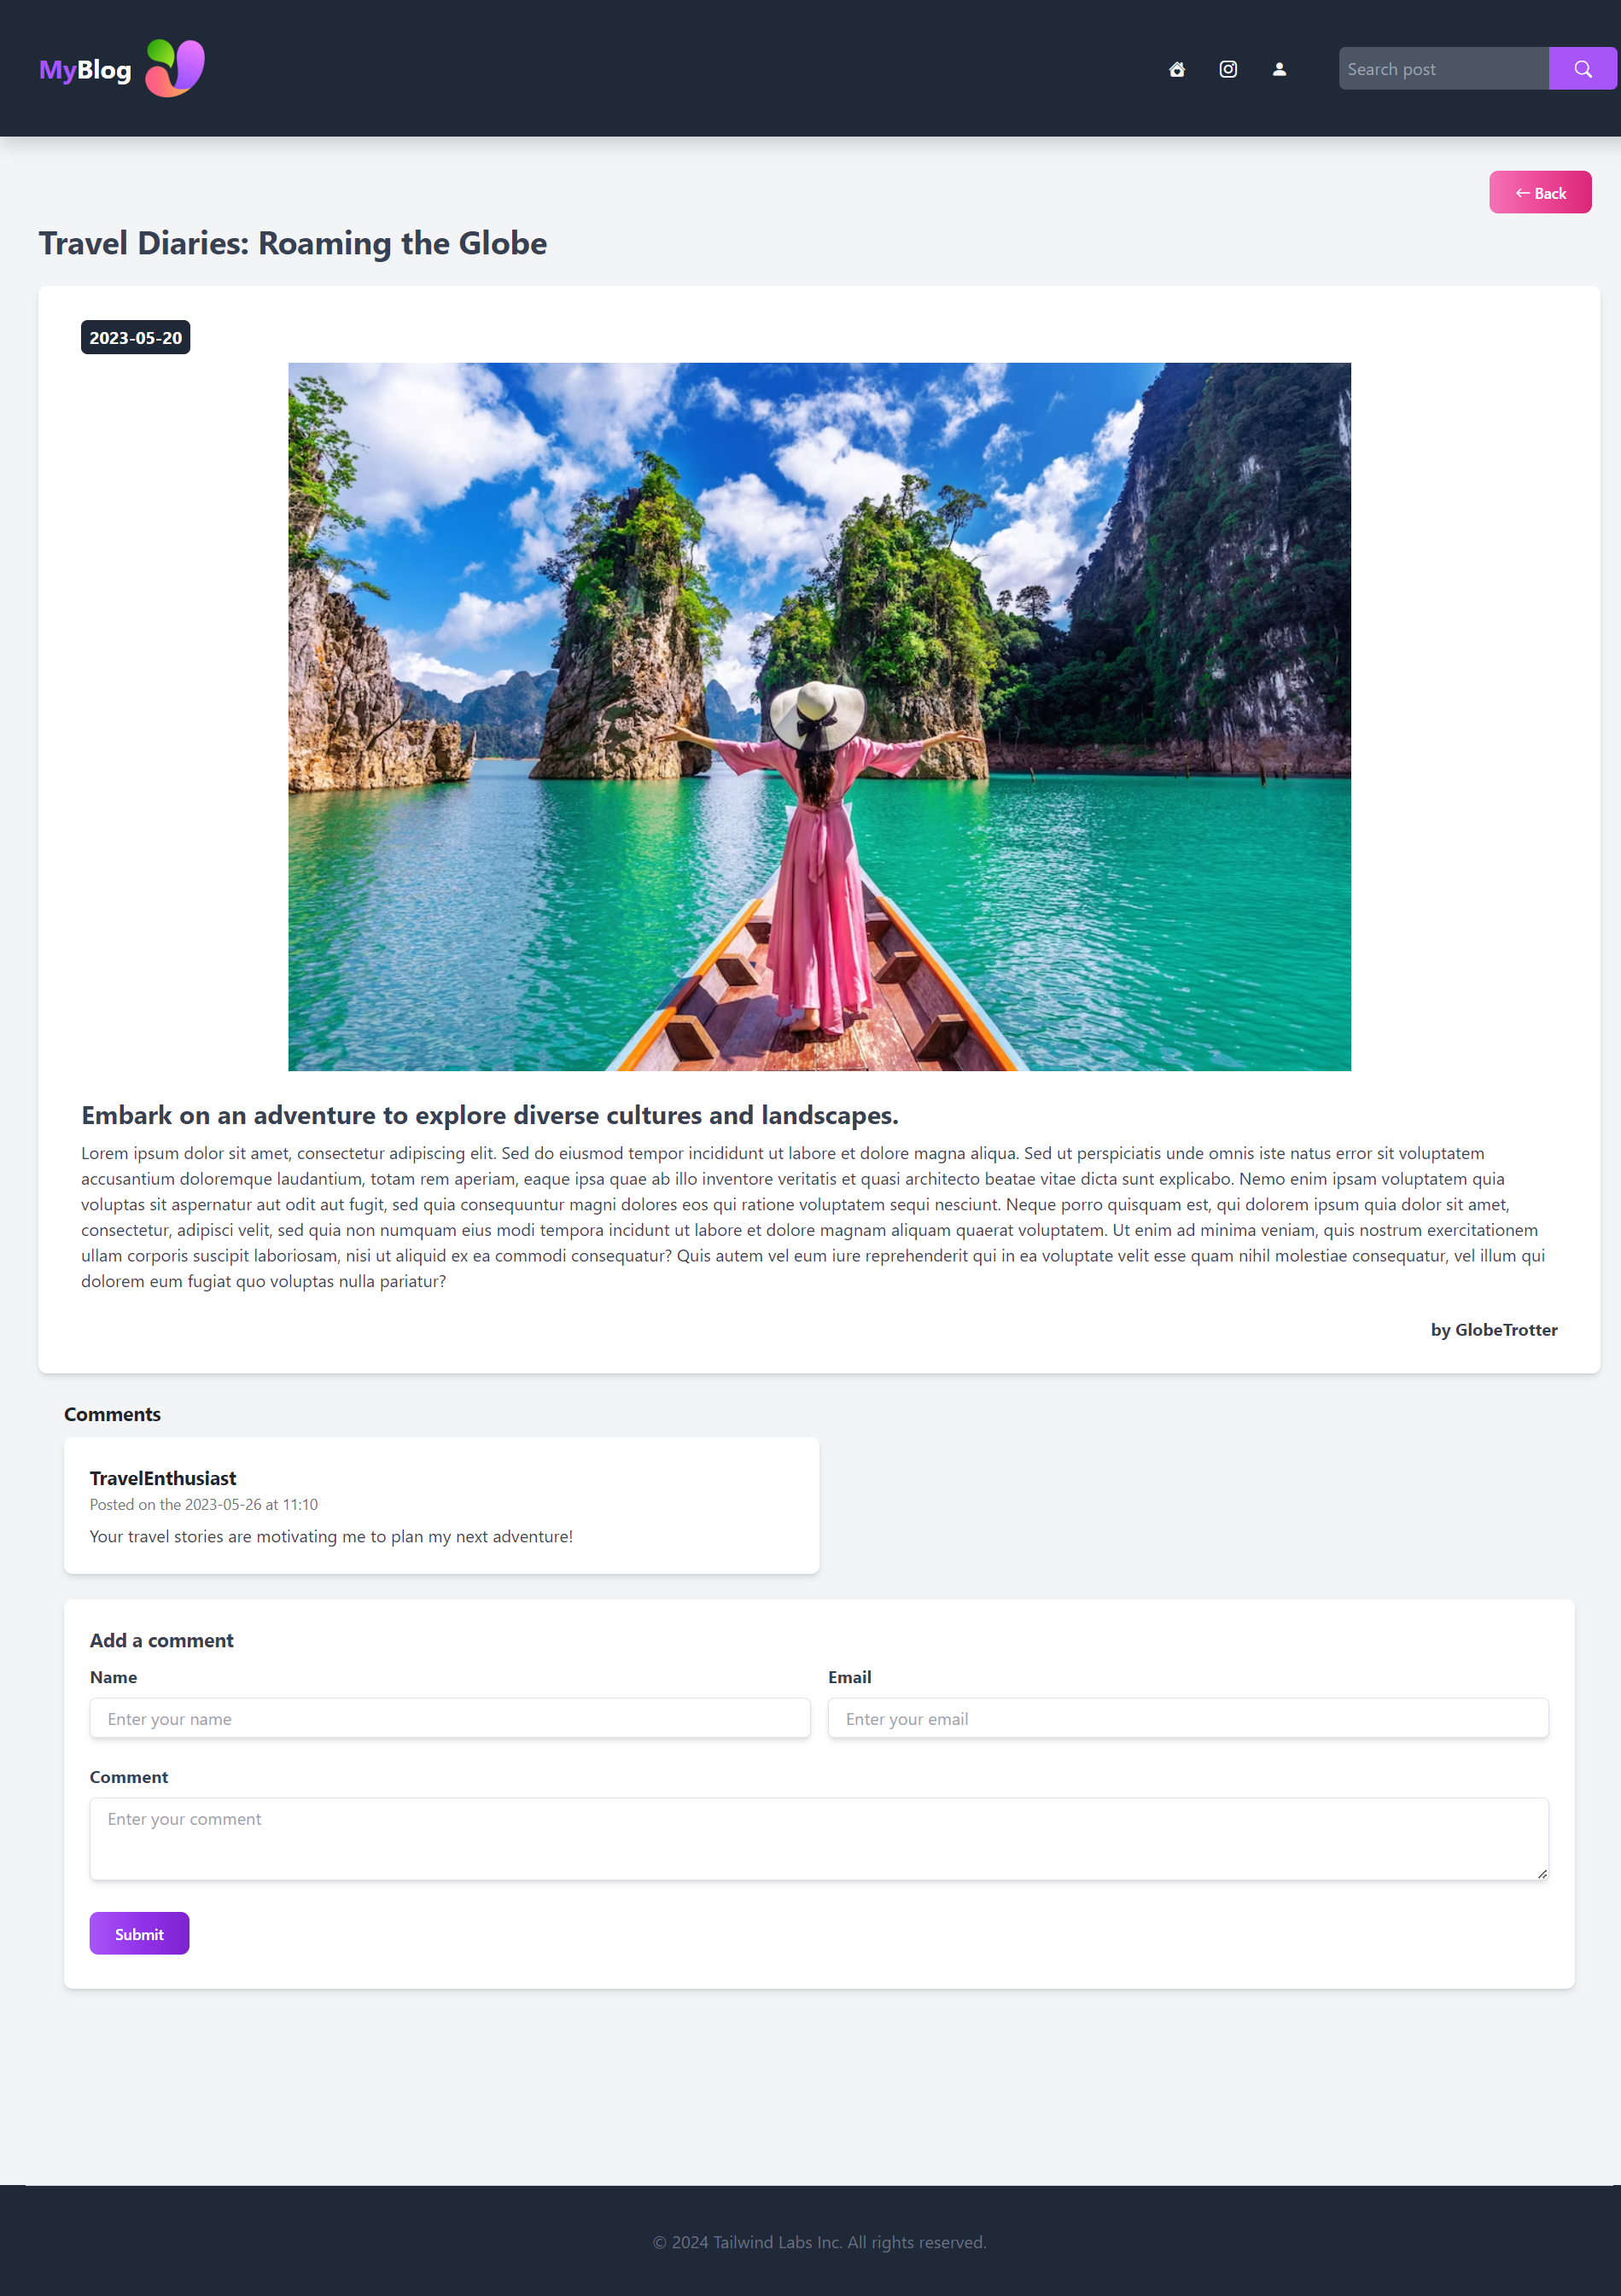 MyBlog
Search post
← Back
Travel Diaries: Roaming the Globe
2023-05-20
Embark on an adventure to explore diverse cultures and landscapes.
Lorem ipsum dolor sit amet, consectetur adipiscing elit. Sed do eiusmod tempor incididunt ut labore et dolore magna aliqua. Sed ut perspiciatis unde omnis iste natus error sit voluptatem
accusantium doloremque laudantium, totam rem aperiam, eaque ipsa quae ab illo inventore veritatis et quasi architecto beatae vitae dicta sunt explicabo. Nemo enim ipsam voluptatem quia
voluptas sit aspernatur aut odit aut fugit, sed quia consequuntur magni dolores eos qui ratione voluptatem sequi nesciunt. Neque porro quisquam est, qui dolorem ipsum quia dolor sit amet,
consectetur, adipisci velit, sed quia non numquam eius modi tempora incidunt ut labore et dolore magnam aliquam quaerat voluptatem. Ut enim ad minima veniam, quis nostrum exercitationem
ullam corporis suscipit laboriosam, nisi ut aliquid ex ea commodi consequatur? Quis autem vel eum iure reprehenderit qui in ea voluptate velit esse quam nihil molestiae consequatur, vel illum qui
dolorem eum fugiat quo voluptas nulla pariatur?
by GlobeTrotter
Comments
TravelEnthusiast
Posted on the 2023-05-26 at 11:10
Your travel stories are motivating me to plan my next adventure!
Add a comment
Name
Email
Enter your name
Enter your email
Comment
Enter your comment
Submit
© 2024 Tailwind Labs Inc. All rights reserved.